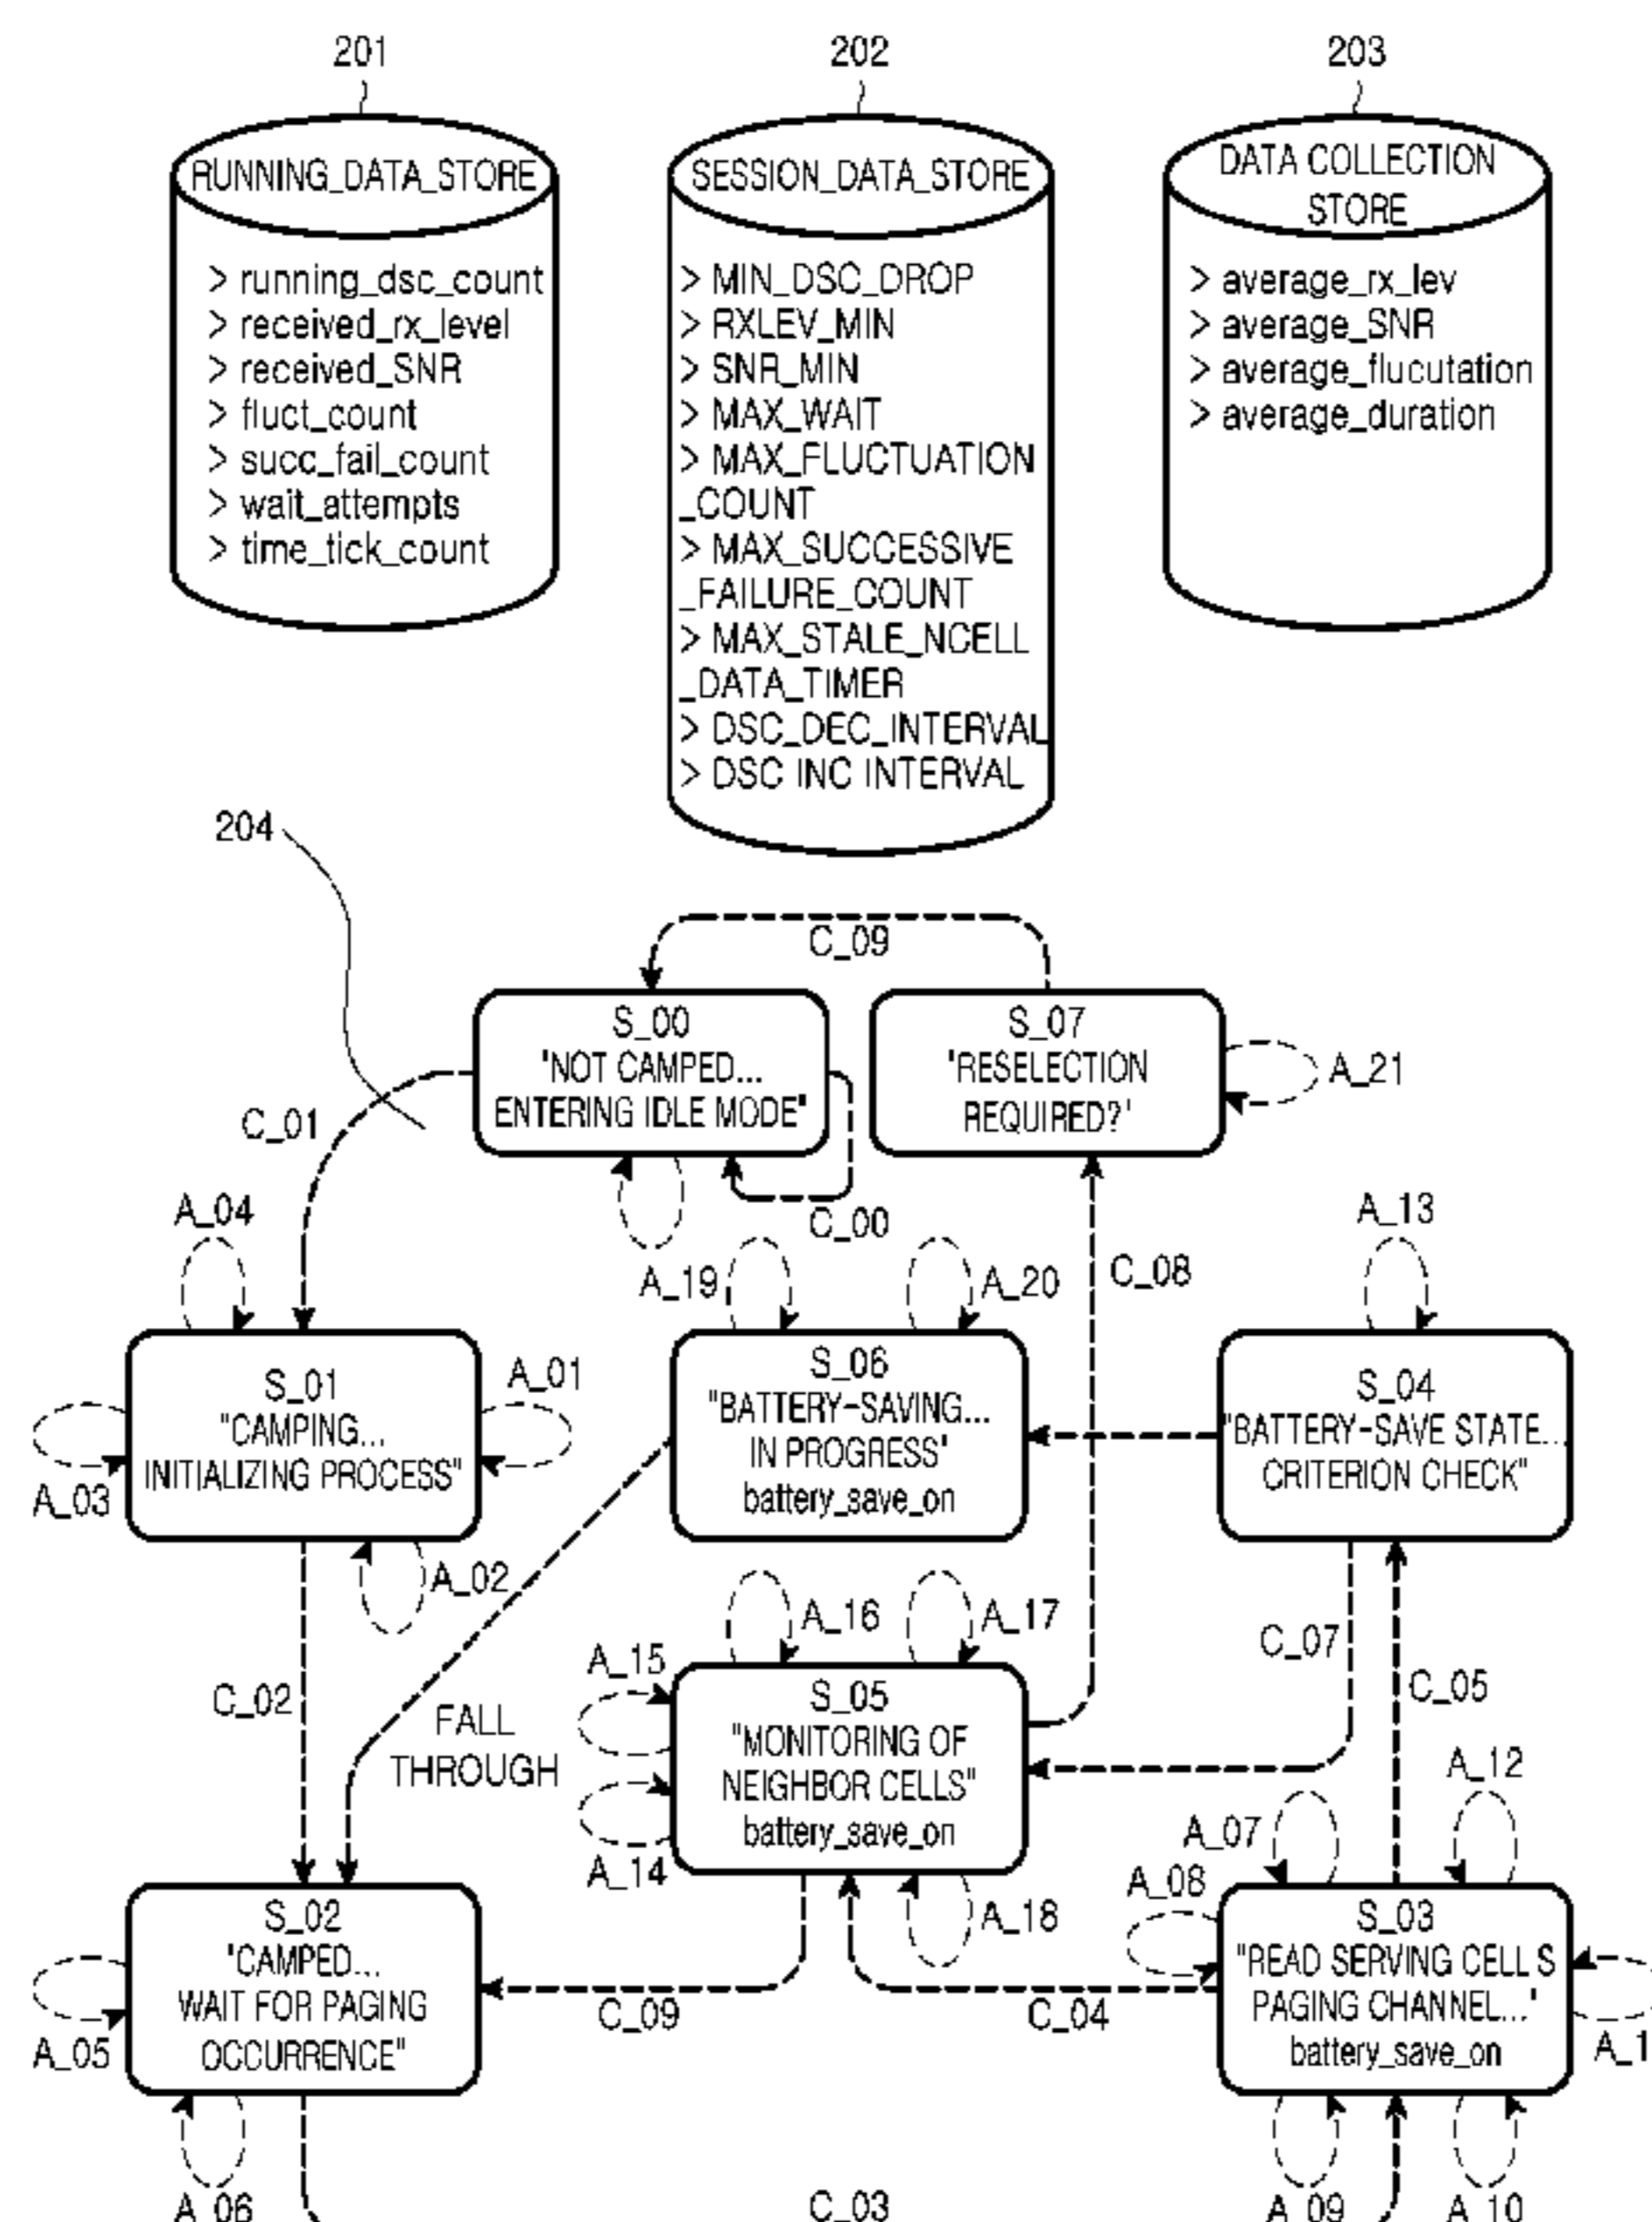 201
202
203
RUNNING_DATA_STORE
> running_dsc_count
> received_rx_level
> received_SNR
> fluct_count
> succ_fail_count
> wait_attempts
> time_tick_count
SESSION_DATA_STORE
> MIN_DSC_DROP
> RXLEV_MIN
> SNR_MIN
> MAX_WAIT
> MAX_FLUCTUATION
_COUNT
> MAX_SUCCESSIVE
_FAILURE_COUNT
> MAX_STALE_NCELL
_DATA_TIMER
> DSC_DEC_INTERVAL
> DSC INC INTERVAL
DATA COLLECTION
STORE
> average_rx_lev
> average_SNR
> average_flucutation
> average_duration
204
C_09
S_00
"NOT CAMPED...
ENTERING IDLE MODE"
S_07
"RESELECTION
REQUIRED?"
A_21
C_01
C_00
A_04
A_19
A_20
C_08
A_13
S_01
"CAMPING...
INITIALIZING PROCESS"
A_01
A_03
A_02
S_06
"BATTERY-SAVING...
IN PROGRESS"
battery_save_on
S_04
"BATTERY-SAVE STATE...
CRITERION CHECK"
C_02
FALL
THROUGH
A_16
A_17
A_15
A_14
S_05
"MONITORING OF
NEIGHBOR CELLS"
battery_save_on
A_18
C_07
C_05
A_12
A_07
A_08
S_02
"CAMPED...
WAIT FOR PAGING
OCCURRENCE"
A_05
A_06
C_09
C_04
S_03
"READ SERVING CELL'S
PAGING CHANNEL..."
battery_save_on
A_1
C_03
A_09
A_10